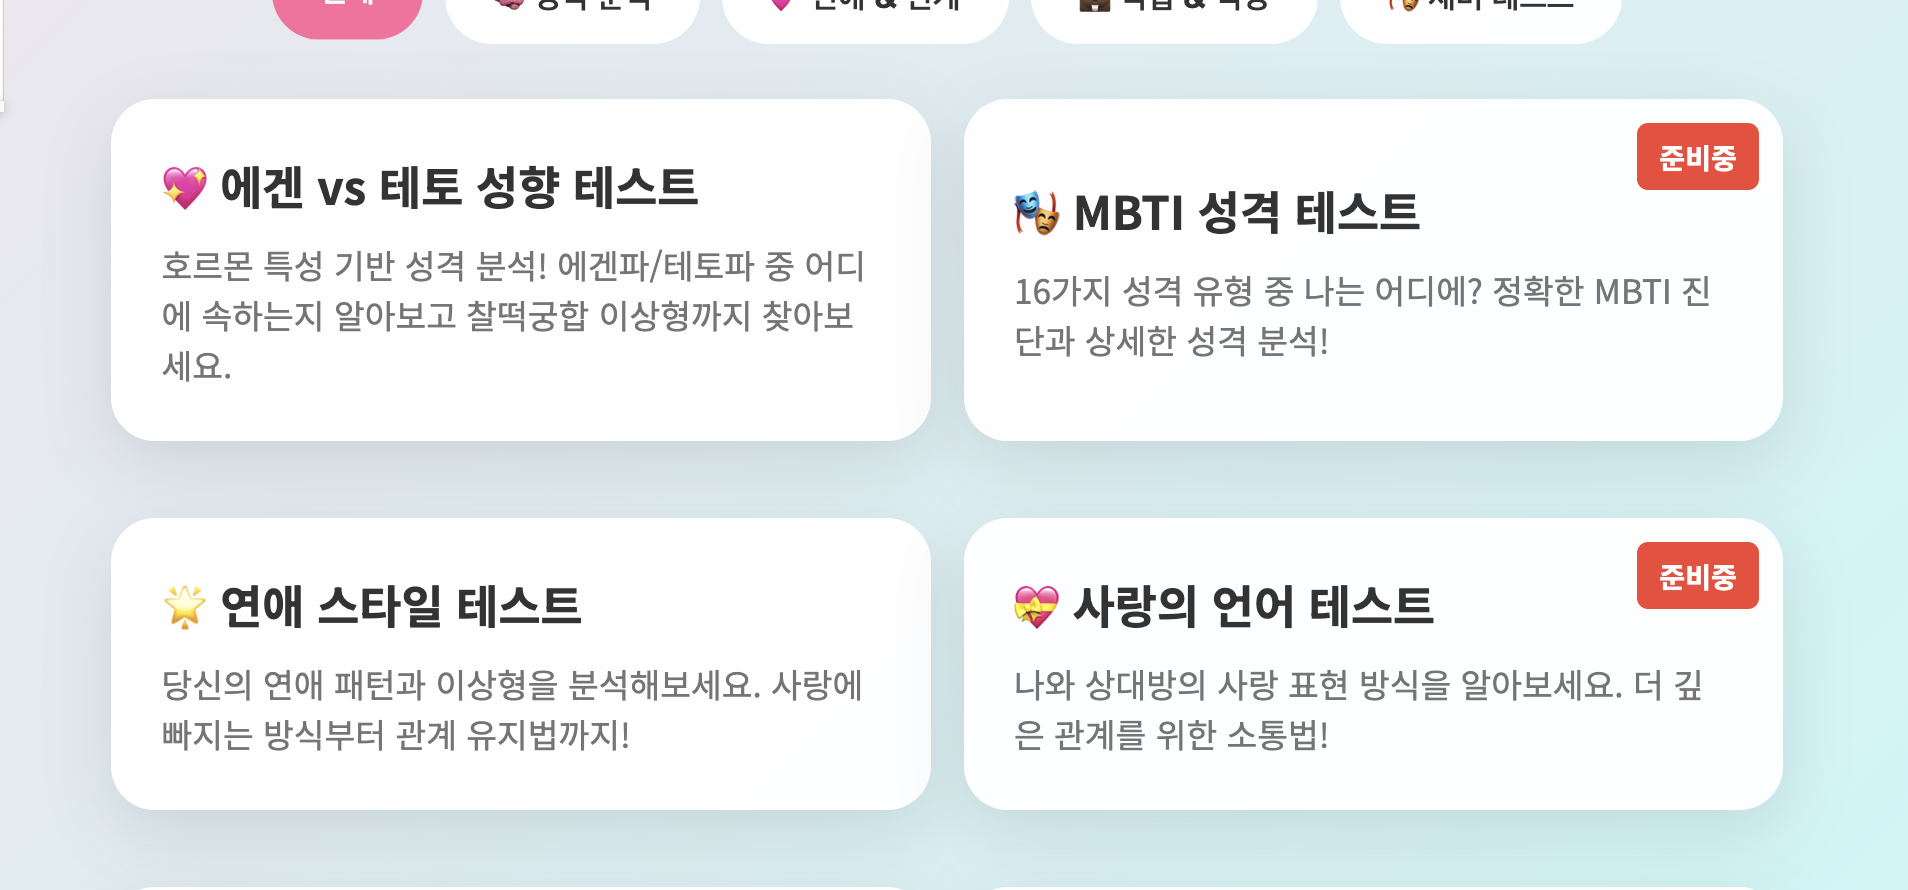 💖 에겐 vs 테토 성향 테스트
호르몬 특성 기반 성격 분석! 에겐파/테토파 중 어디
에 속하는지 알아보고 찰떡궁합 이상형까지 찾아보
세요.
준비중
🎭 MBTI 성격 테스트
16가지 성격 유형 중 나는 어디에? 정확한 MBTI 진
단과 상세한 성격 분석!
🌟 연애 스타일 테스트
당신의 연애 패턴과 이상형을 분석해보세요. 사랑에
빠지는 방식부터 관계 유지법까지!
준비중
💝 사랑의 언어 테스트
나와 상대방의 사랑 표현 방식을 알아보세요. 더 깊
은 관계를 위한 소통법!